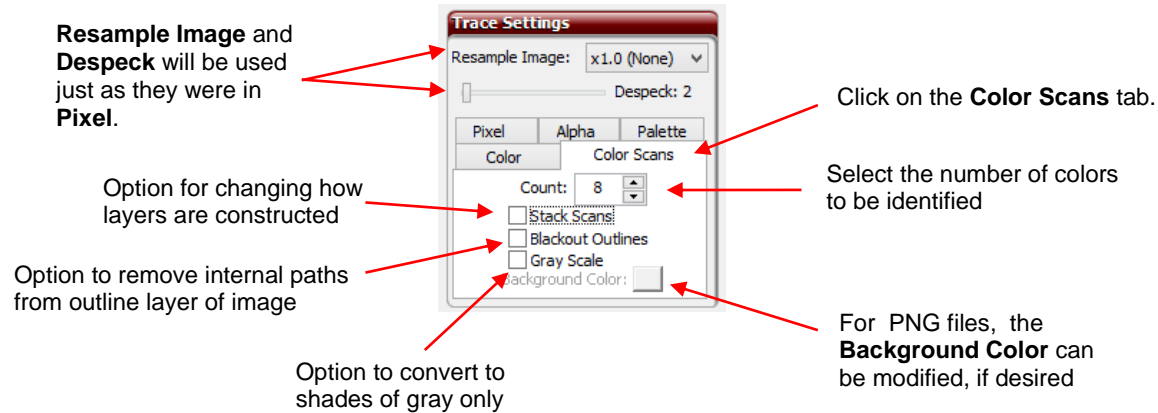 Trace Settings
Resample Image: x1.0 (None)
Despeck: 2
Pixel Alpha Palette
Color Color Scans
Count: 8
Stack Scans
Blackout Outlines
Gray Scale
Background Color:
Resample Image and
Despeck will be used
just as they were in
Pixel.
Option for changing how
layers are constructed
Option to remove internal paths
from outline layer of image
Option to convert to
shades of gray only
Click on the Color Scans tab.
Select the number of colors
to be identified
For PNG files, the
Background Color can
be modified, if desired